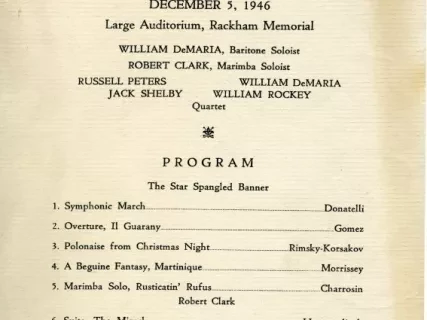 DECEMBER 5, 1946
Large Auditorium, Rackham Memorial
WILLIAM DeMARIA, Baritone Soloist
ROBERT CLARK, Marimba Soloist
RUSSELL PETERS WILLIAM DeMARIA
JACK SHELBY WILLIAM ROCKEY
Quartet
PROGRAM
The Star Spangled Banner
1. Symphonic March Donatelli
2. Overture, Il Guarany Gomez
3. Polonaise from Christmas Night Rimsky-Korsakov
4. A Beguine Fantasy, Martinique Morrissey
5. Marimba Solo, Rusticatin' Rufus Charrosin
Robert Clark
6. Suite, The